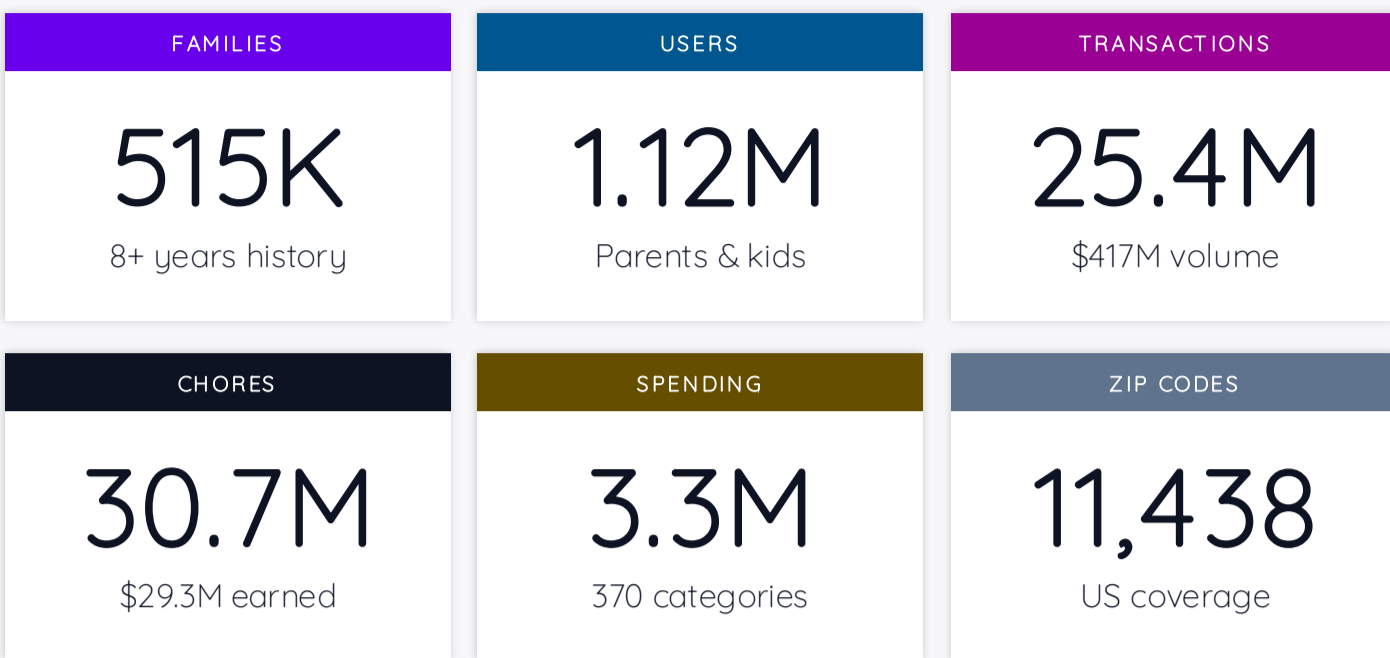 FAMILIES
515K
8+ years history
USERS
1.12M
Parents & kids
TRANSACTIONS
25.4M
$417M volume
CHORES
30.7M
$29.3M earned
SPENDING
3.3M
370 categories
ZIP CODES
11,438
US coverage